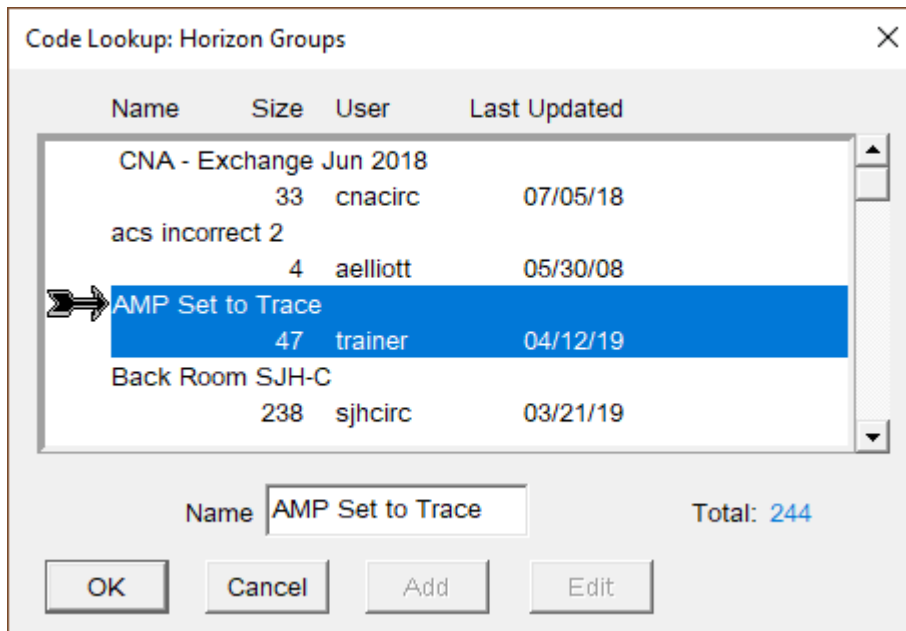 Code Lookup: Horizon Groups
Name Size User Last Updated
CNA - Exchange Jun 2018
33 cnacirc 07/05/18
acs incorrect 2
4 aelliott 05/30/08
AMP Set to Trace
47 trainer 04/12/19
Back Room SJH-C
238 sjhcirc 03/21/19
Name AMP Set to Trace Total: 244
OK Cancel Add Edit